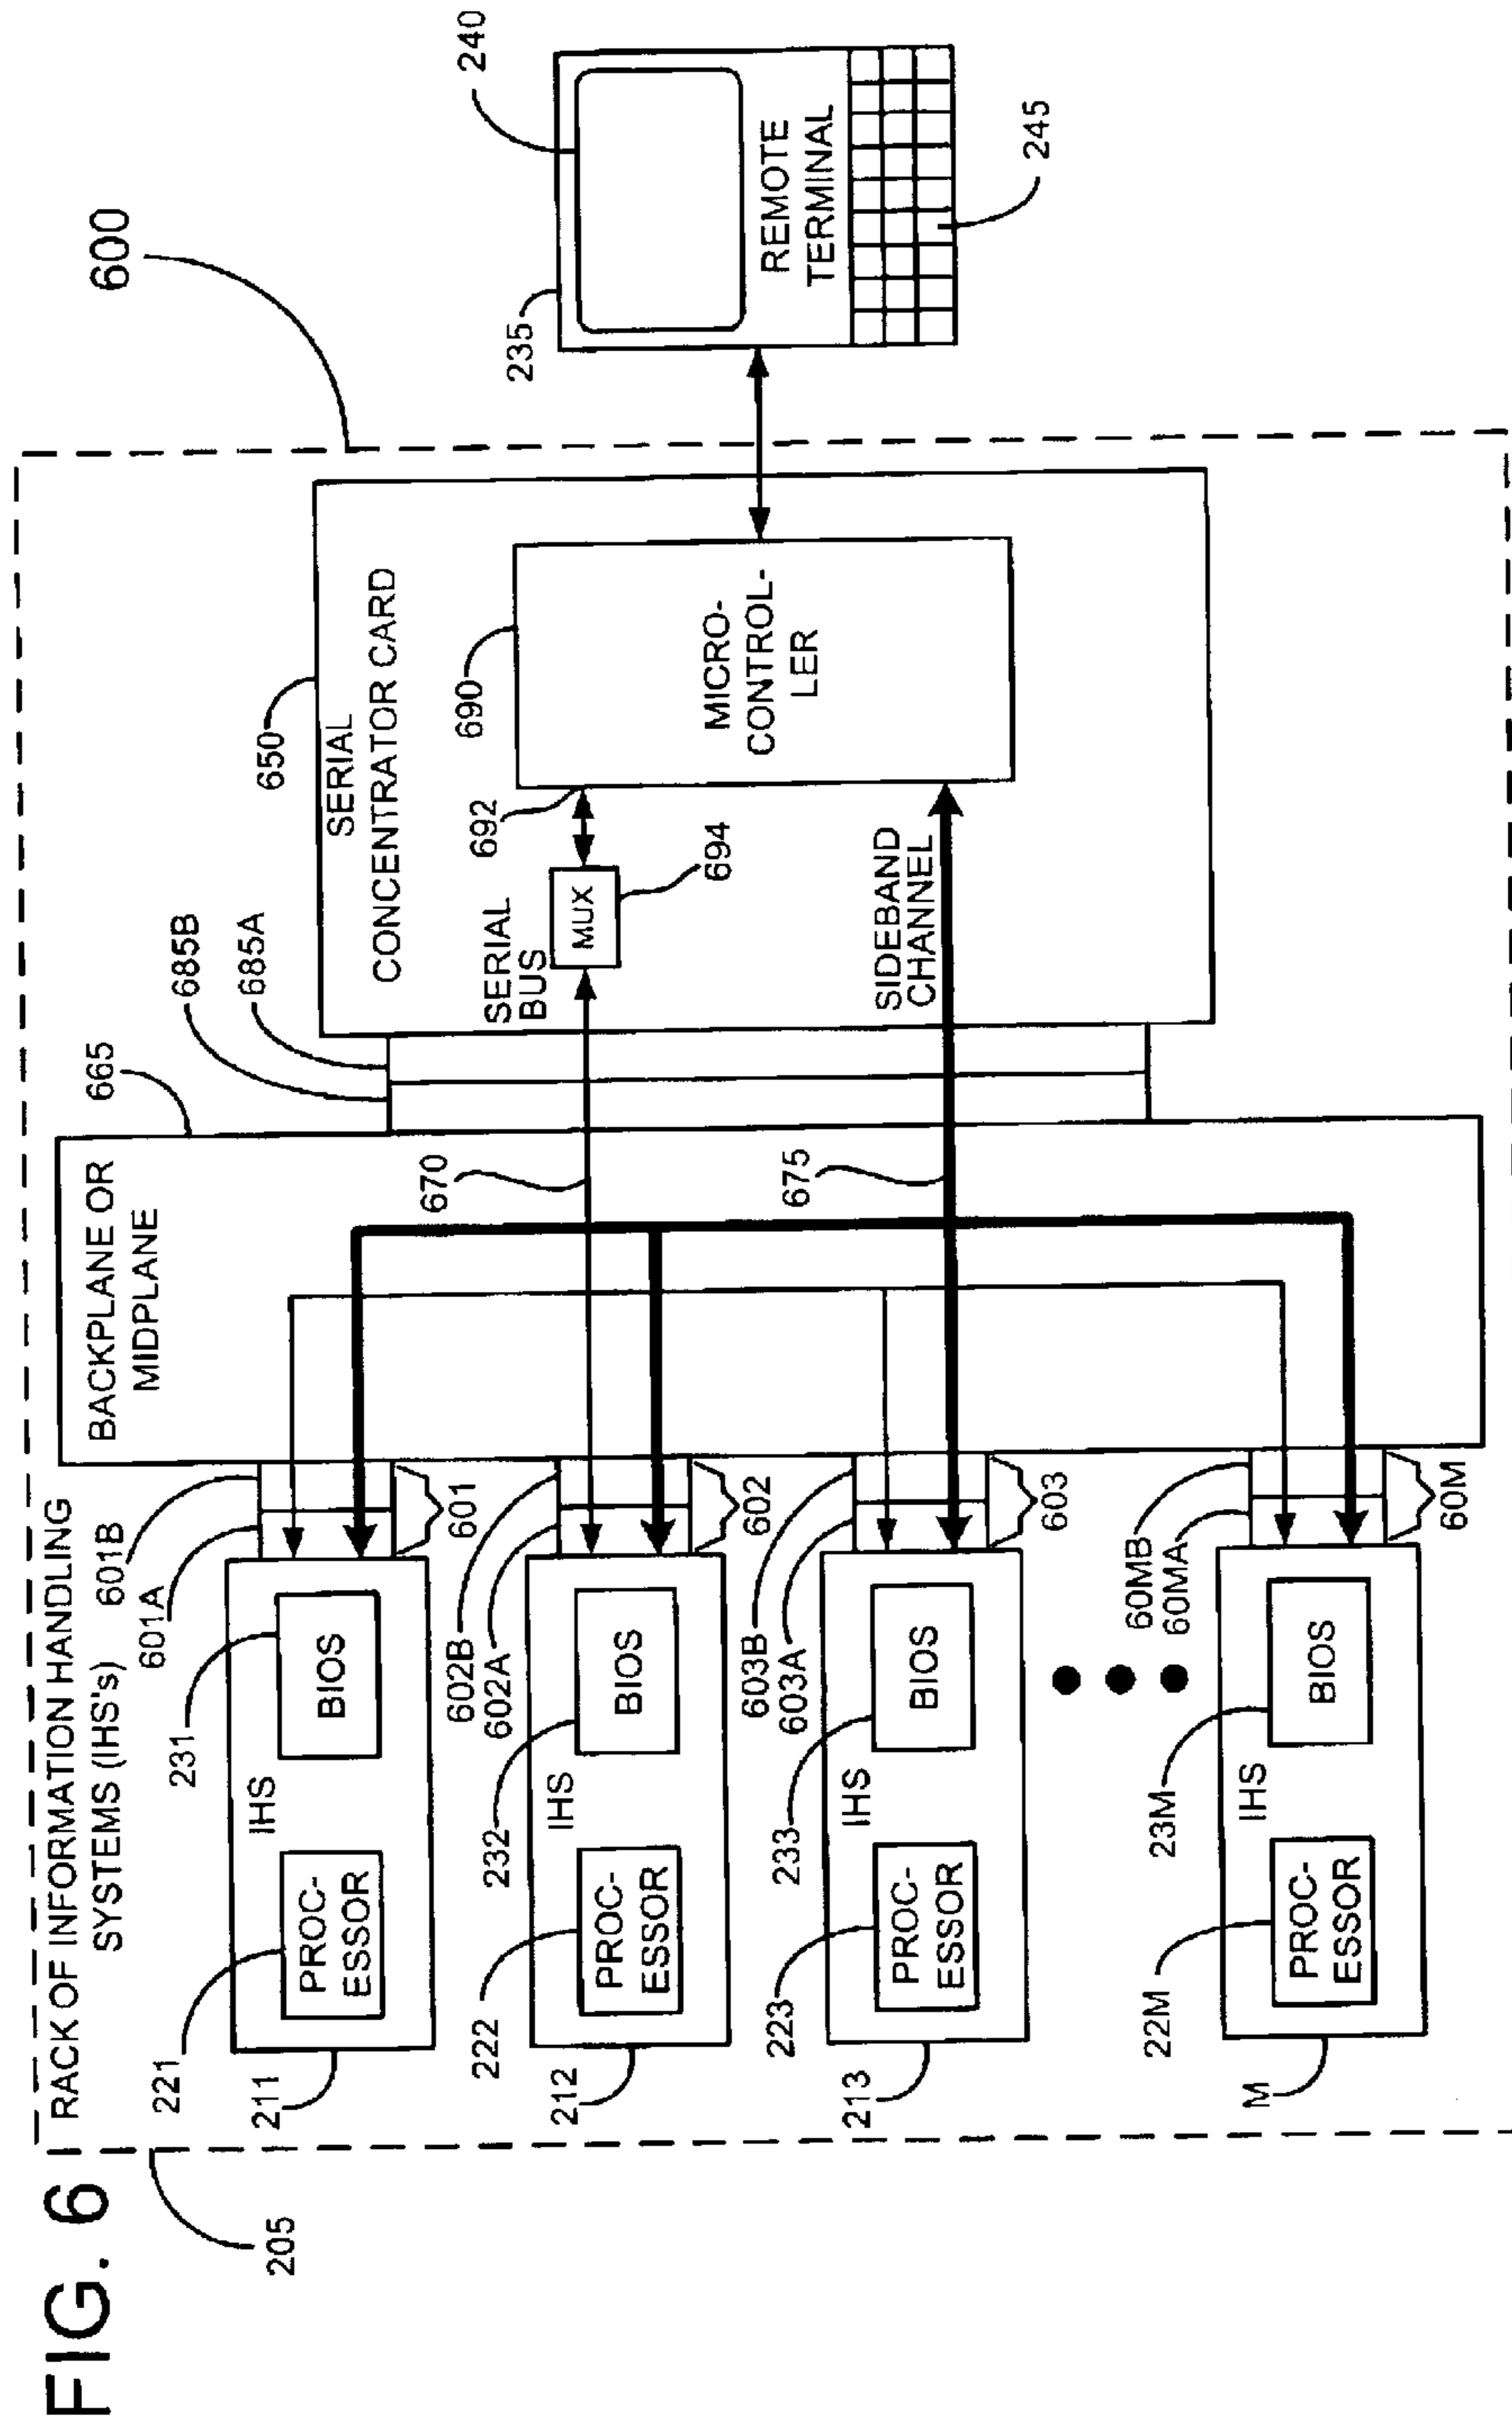 FIG. 6
RACK OF INFORMATION HANDLING
SYSTEMS (IHS's)
205
600
211
221
PROC-
ESSOR
IHS
231
BIOS
601A
601B
601
212
222
PROC-
ESSOR
IHS
232
BIOS
602B
602A
602
213
223
PROC-
ESSOR
IHS
233
BIOS
603B
603A
603
M
22M
PROC-
ESSOR
IHS
23M
BIOS
60MB
60MA
60M
BACKPLANE OR
MIDPLANE
665
670
675
685B
685A
650
SERIAL
CONCENTRATOR CARD
SERIAL
BUS
MUX
694
692
690
MICRO-
CONTROL-
LER
SIDEBAND
CHANNEL
235
240
REMOTE
TERMINAL
245